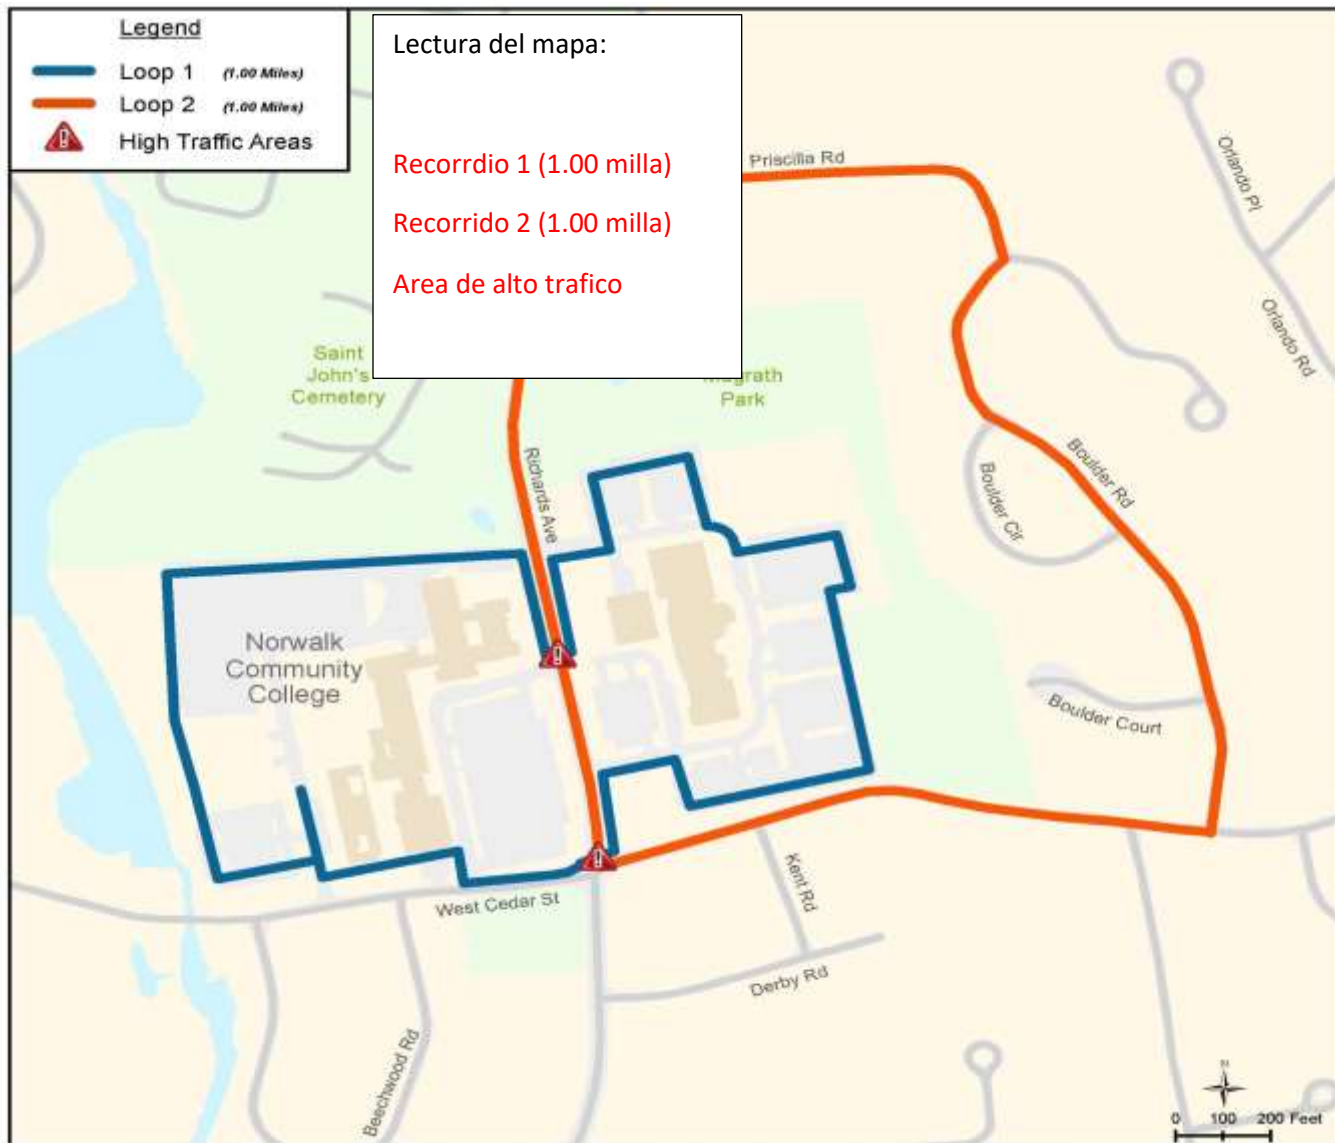 Legend
Loop 1 (1.00 Miles)
Loop 2 (1.00 Miles)
High Traffic Areas
Lectura del mapa:
Recorrdio 1 (1.00 milla)
Recorrido 2 (1.00 milla)
Area de alto trafico
Priscilla Rd
Orlando Pl
Orlando Rd
Saint
John's
Cemetery
Park
Richards Ave
Boulder Rd
Boulder Cir
Norwalk
Community
College
Boulder Court
West Cedar St
Kent Rd
Derby Rd
Beechwood Rd
N
0 100 200 Feet